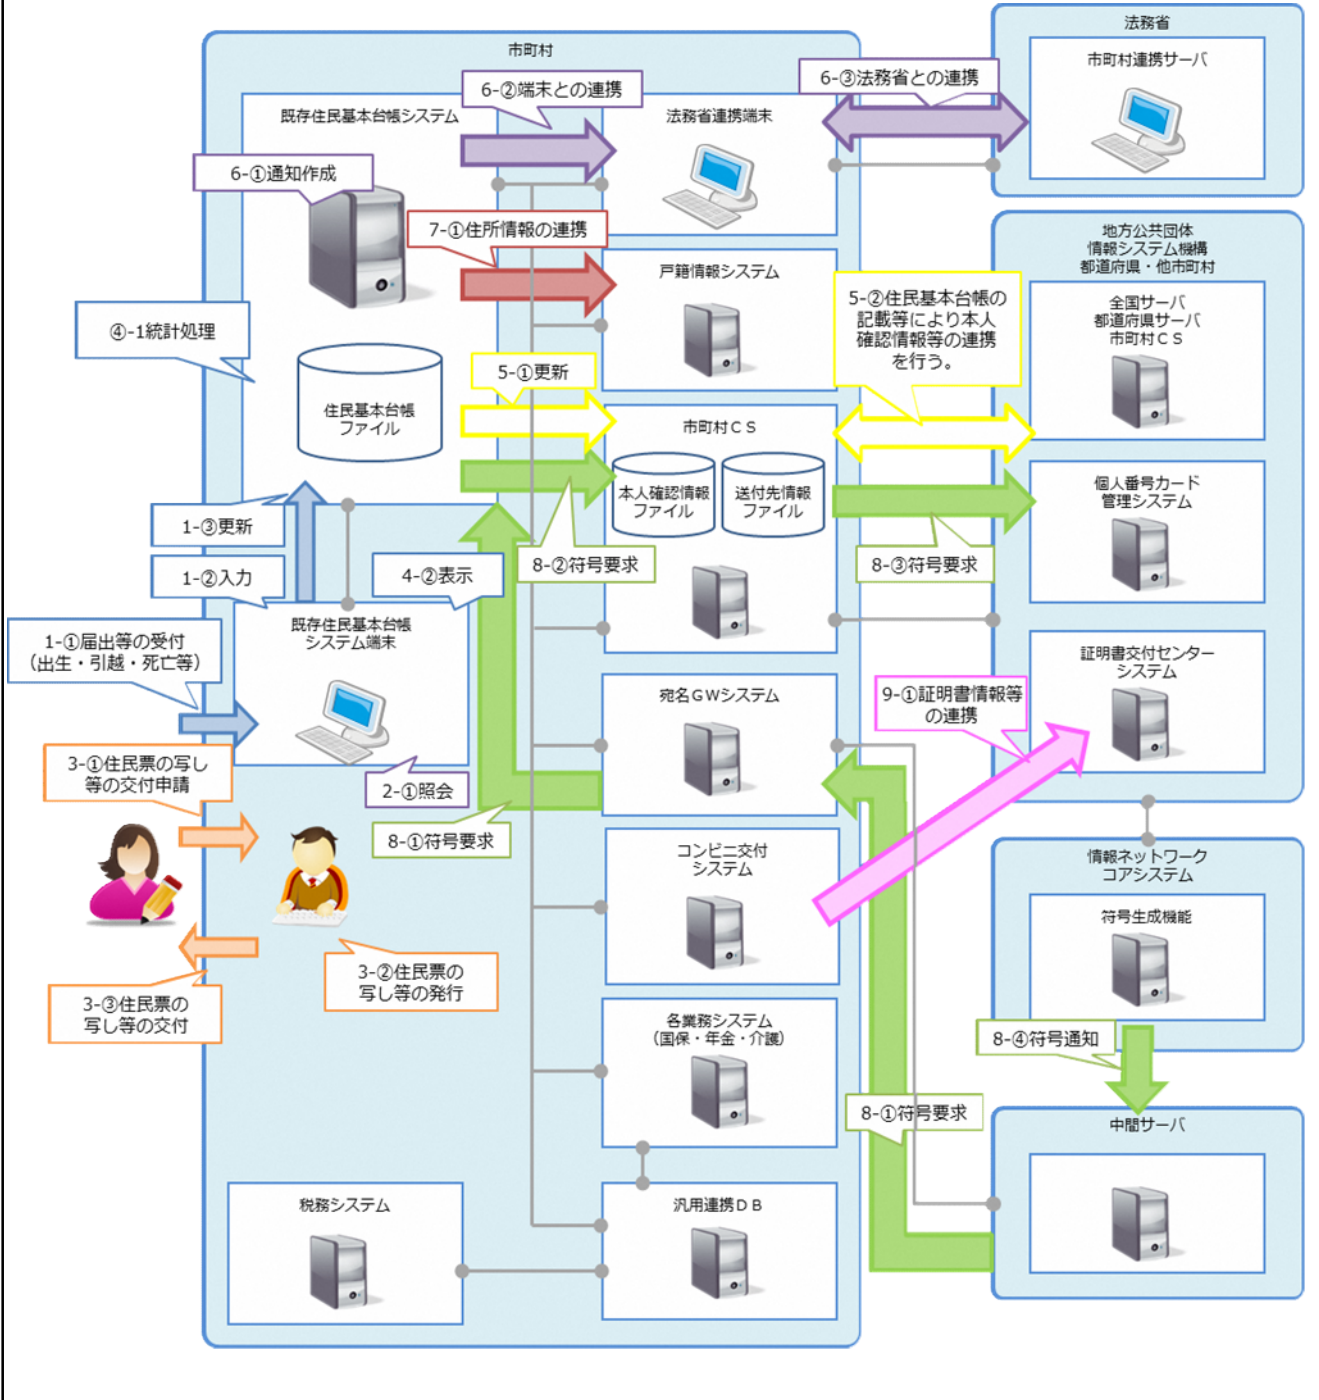 市町村
法務省
市町村連携サーバ
6-②端末との連携
6-③法務省との連携
既存住民基本台帳システム
法務省連携端末
6-①通知作成
7-①住所情報の連携
戸籍情報システム
地方公共団体
情報システム機構
都道府県・他市町村
全国サーバ
都道府県サーバ
市町村ＣＳ
5-②住民基本台帳の
記載等により本人
確認情報等の連携
を行う。
④-1統計処理
5-①更新
住民基本台帳
ファイル
市町村ＣＳ
本人確認情報
ファイル
送付先情報
ファイル
個人番号カード
管理システム
1-③更新
1-②入力
4-②表示
8-②符号要求
8-③符号要求
1-①届出等の受付
（出生・引越・死亡等）
既存住民基本台帳
システム端末
証明書交付センター
システム
宛名ＧＷシステム
9-①証明書情報等
の連携
3-①住民票の写し
等の交付申請
2-①照会
8-①符号要求
コンビニ交付
システム
情報ネットワーク
コアシステム
符号生成機能
3-②住民票の
写し等の発行
3-③住民票の
写し等の交付
各業務システム
（国保・年金・介護）
8-④符号通知
8-①符号要求
中間サーバ
税務システム
汎用連携ＤＢ